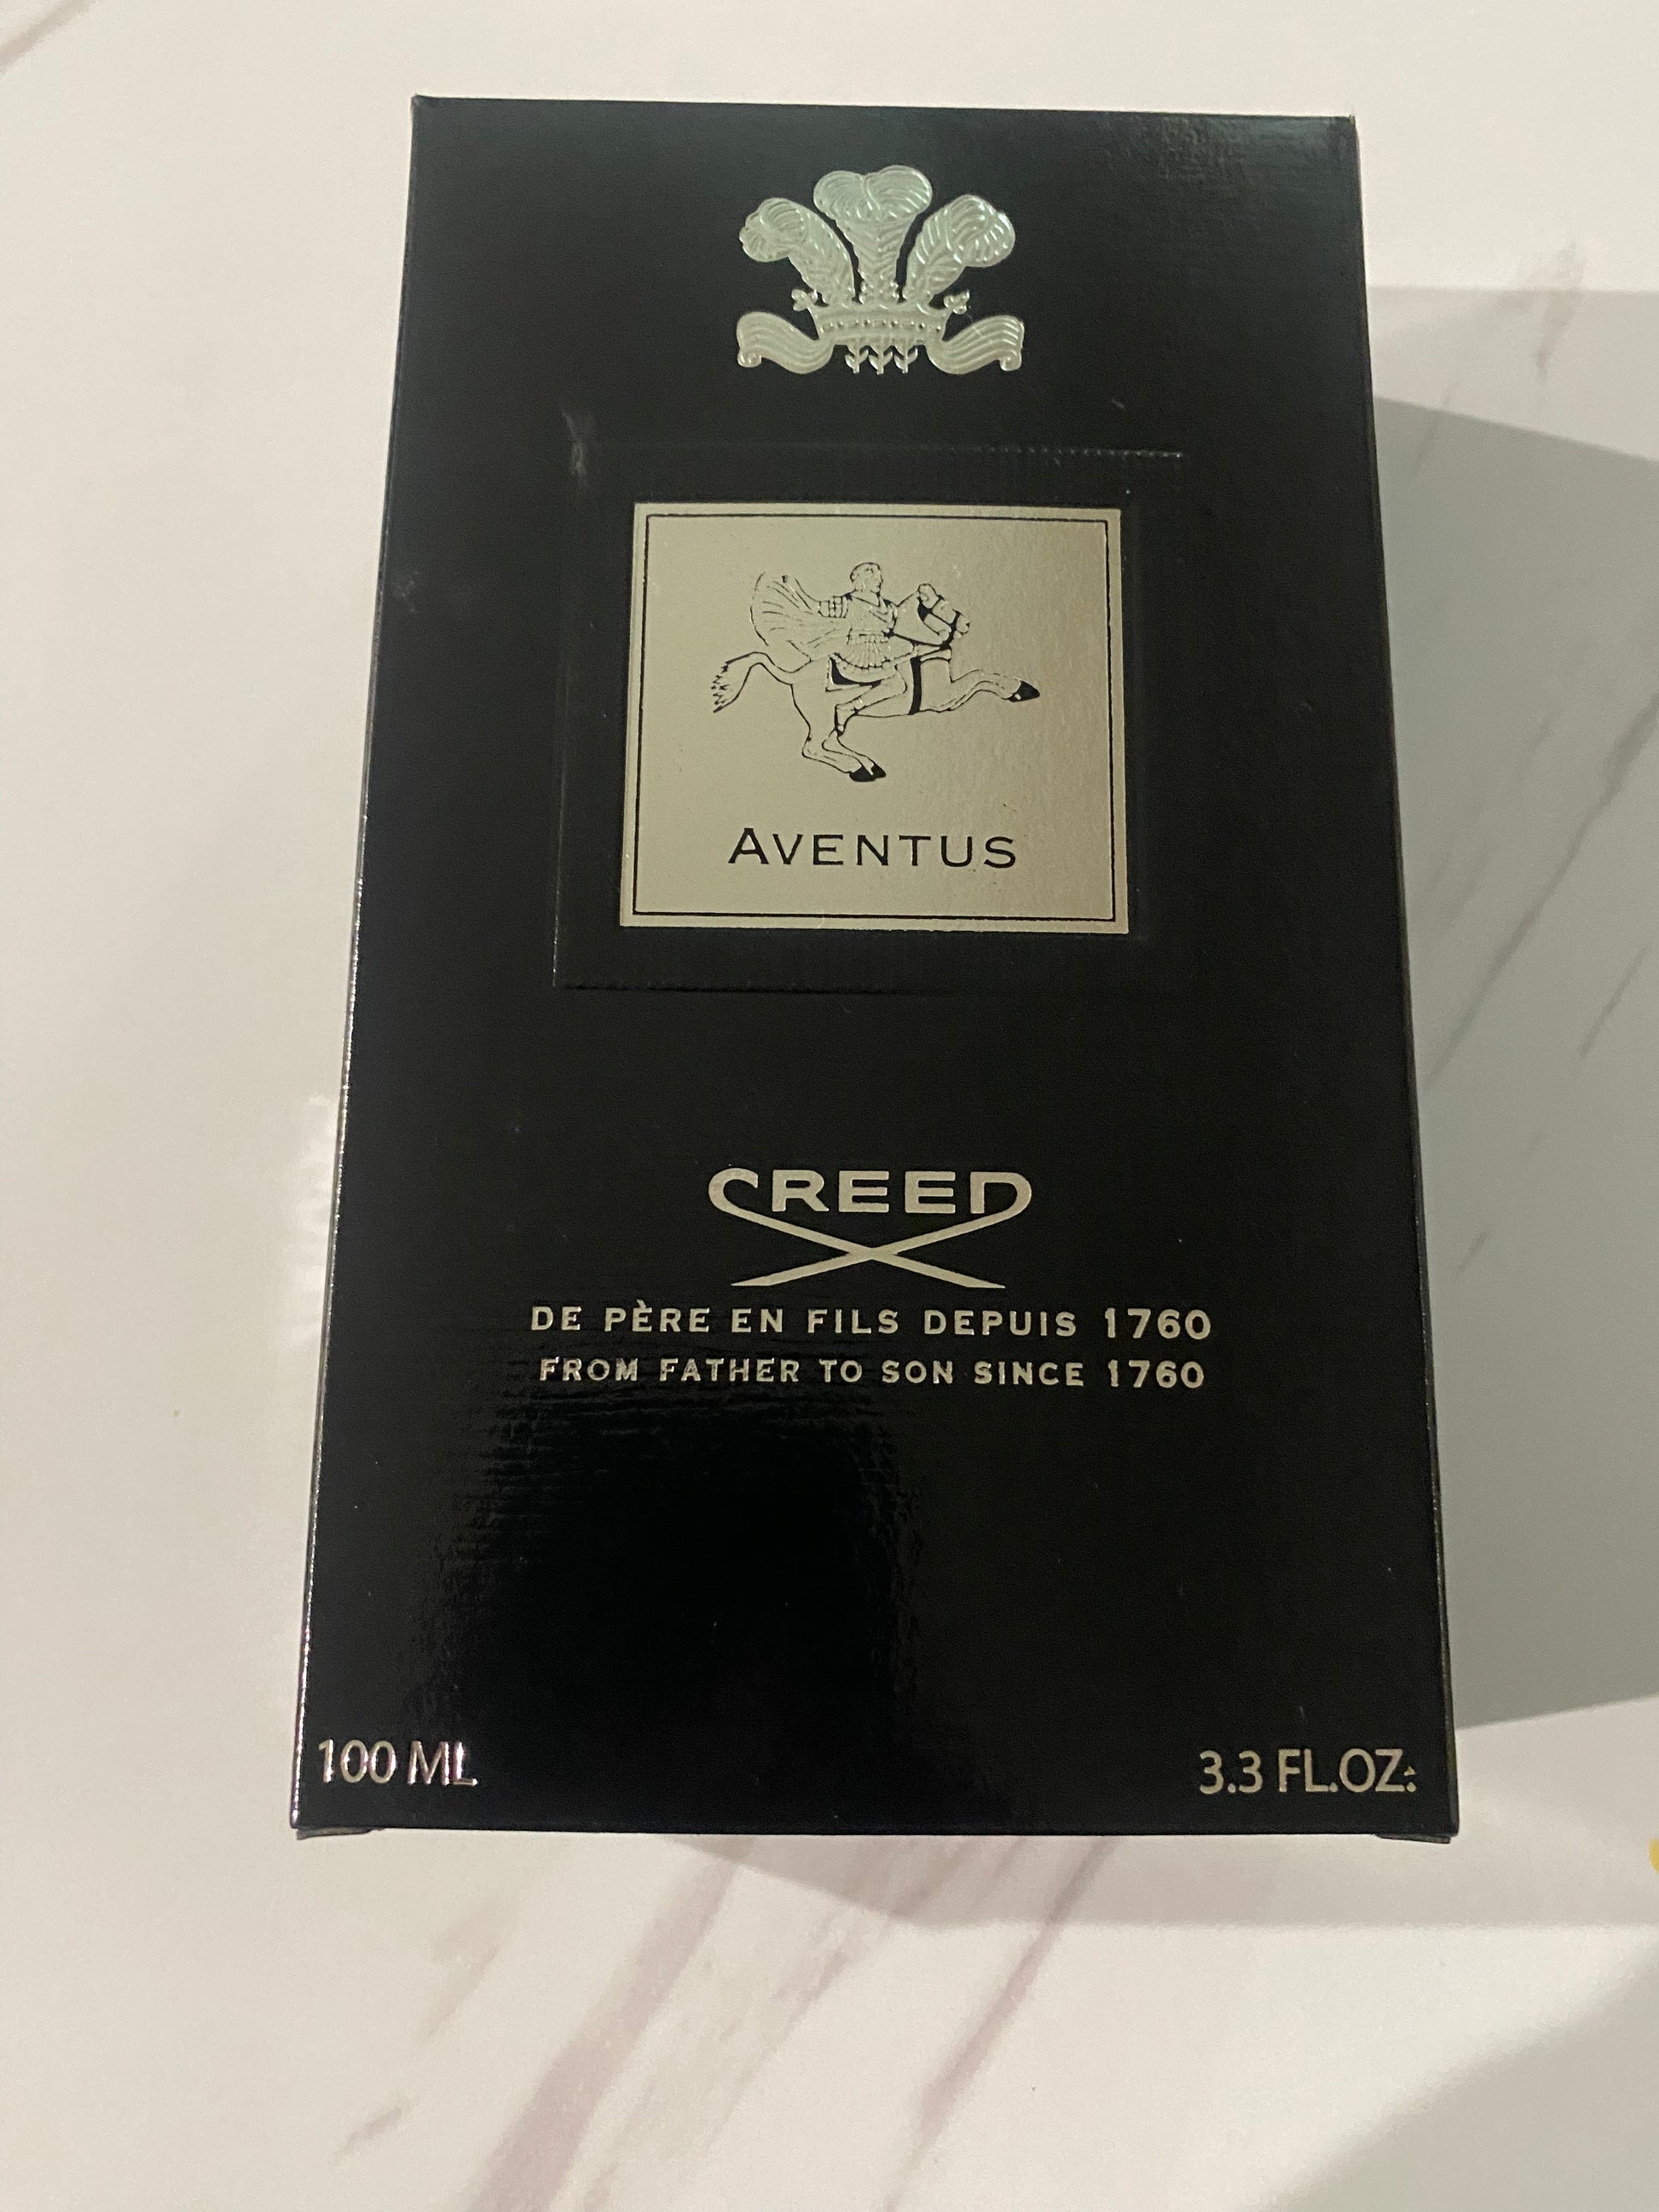 AVENTUS
CREED
DE PÈRE EN FILS DEPUIS 1760
FROM FATHER TO SON SINCE 1760
100 ML
3.3 FL.OZ.